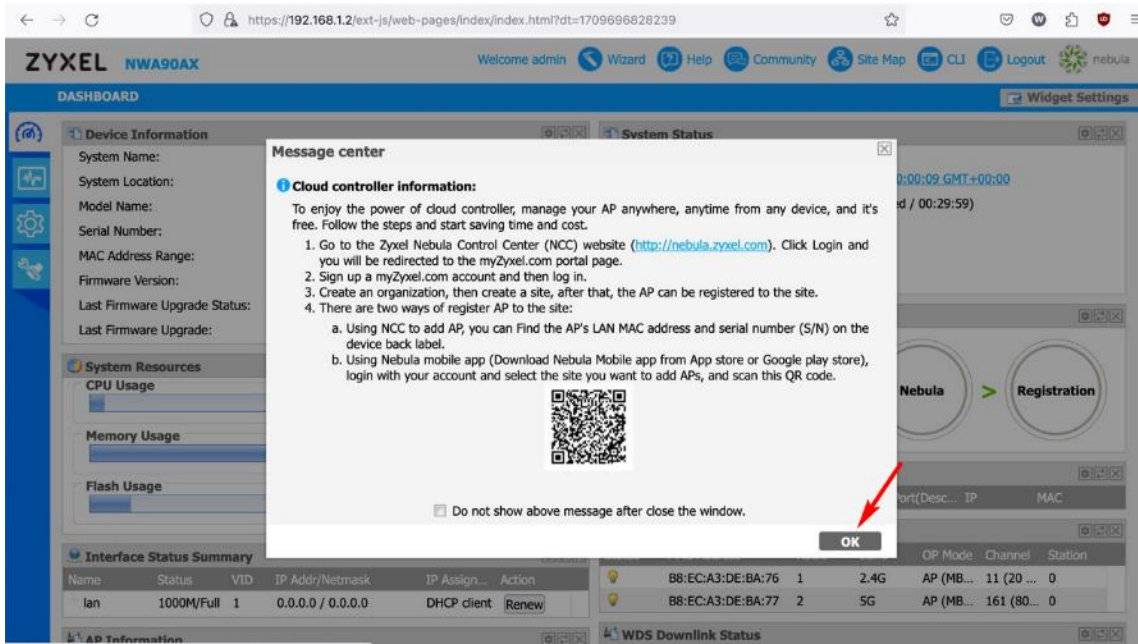 https://192.168.1.2/ext-js/web-pages/index/index.html?dt=1709696828239
ZYXEL NWA90AX
Welcome admin Wizard Help Community Site Map CLI Logout nebula
DASHBOARD
Widget Settings
Device Information
System Name:
System Location:
Model Name:
Serial Number:
MAC Address Range:
Firmware Version:
Last Firmware Upgrade Status:
Last Firmware Upgrade:
System Resources
CPU Usage
Memory Usage
Flash Usage
Interface Status Summary
Name Status VID IP Addr/Netmask IP Assign... Action
lan 1000M/Full 1 0.0.0.0 / 0.0.0.0 DHCP client Renew
AP Information
Message center
Cloud controller information:
To enjoy the power of cloud controller, manage your AP anywhere, anytime from any device, and it's
free. Follow the steps and start saving time and cost.
1. Go to the Zyxel Nebula Control Center (NCC) website (http://nebula.zyxel.com). Click Login and
you will be redirected to the myZyxel.com portal
page.
2. Sign up a myZyxel.com account and then log in.
3. Create an organization, then create a site, after that, the AP can be registered to the site.
4. There are two ways of register AP to the site:
a. Using NCC to add AP, you can Find the AP's LAN MAC address and serial number (S/N) on the
device back label.
b. Using Nebula mobile app (Download Nebula Mobile app from App store or Google play store),
login with your account and select the site you want to add APs, and scan this QR code.
Do not show above message after close the window.
OK
System Status
0:00:09 GMT+00:00
/ 00:29:59)
Nebula > Registration
Port(Desc... IP MAC
OP Mode Channel Station
B8:EC:A3:DE:BA:76 1 2.4G AP (MB... 11 (20 ... 0
B8:EC:A3:DE:BA:77 2 5G AP (MB... 161 (80... 0
WDS Downlink Status